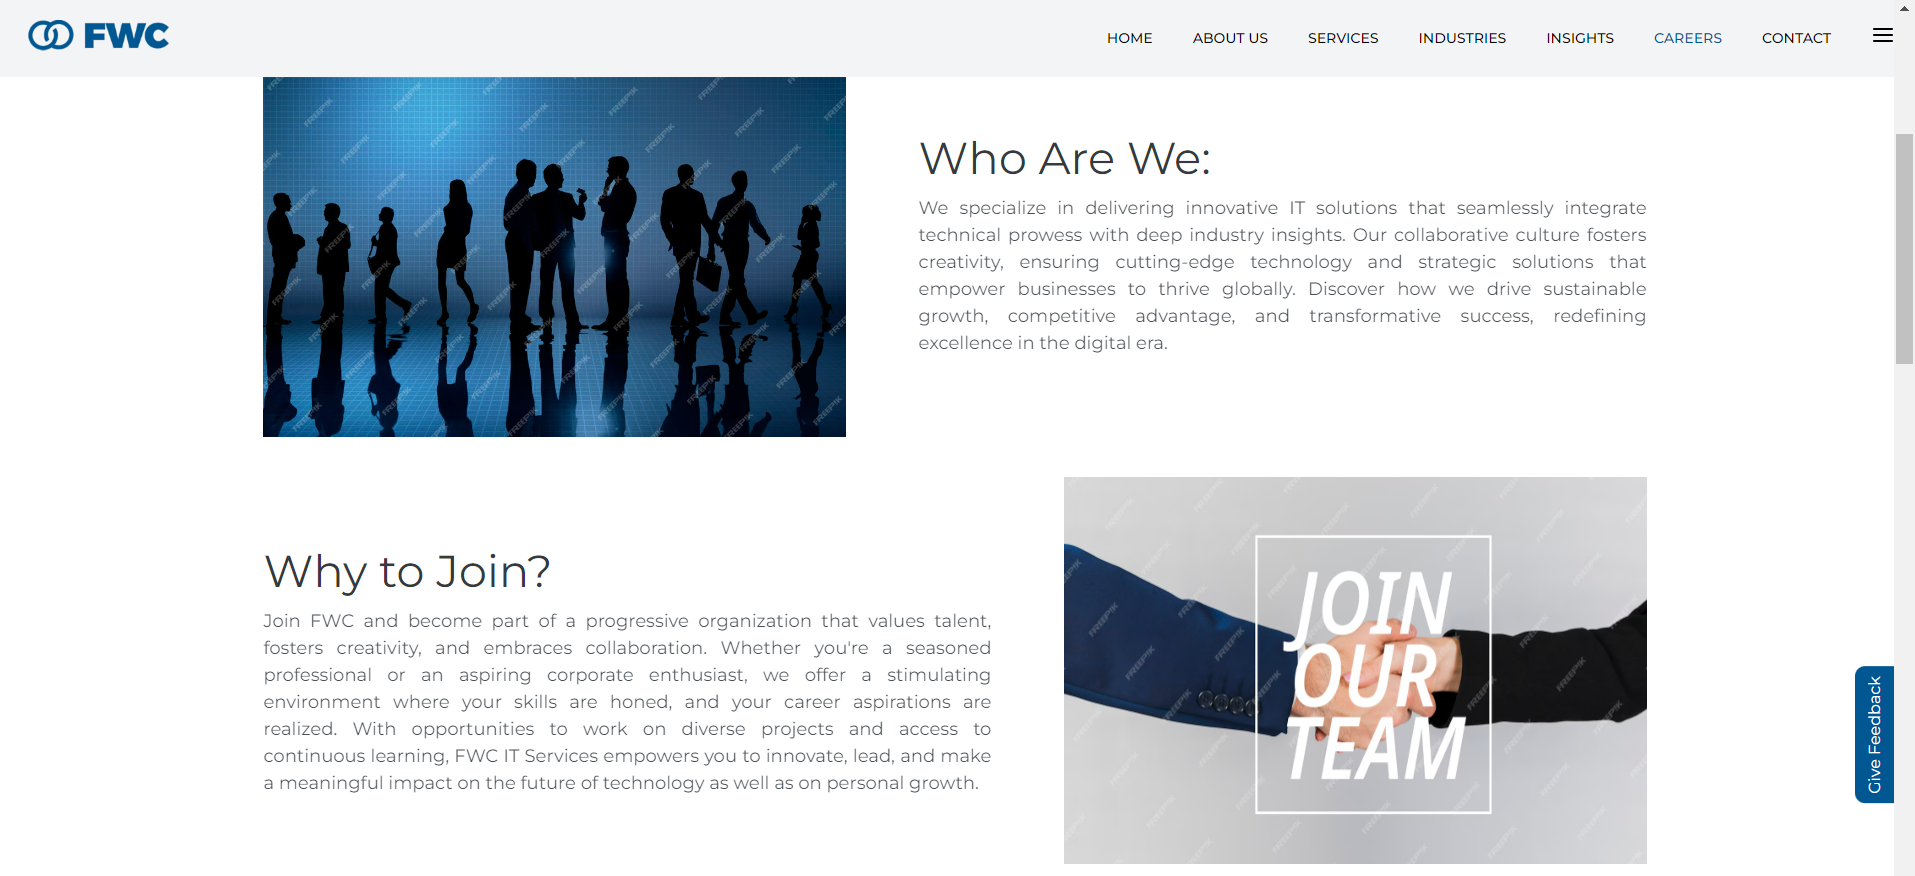 FWC
HOME
ABOUT US
SERVICES
INDUSTRIES
INSIGHTS
CAREERS
CONTACT
Who Are We:
We specialize in delivering innovative IT solutions that seamlessly integrate
technical prowess with deep industry insights. Our collaborative culture fosters
creativity, ensuring cutting-edge technology and strategic solutions that
empower businesses to thrive globally. Discover how we drive sustainable
growth, competitive advantage, and transformative success, redefining
excellence in the digital era.
Why to Join?
Join FWC and become part of a progressive organization that values talent,
fosters creativity, and embraces collaboration. Whether you're a seasoned
professional or an aspiring corporate enthusiast, we offer a stimulating
environment where your skills are honed, and your career aspirations are
realized. With opportunities to work on diverse projects and access to
continuous learning, FWC IT Services empowers you to innovate, lead, and make
a meaningful impact on the future of technology as well as on personal growth.
JOIN
OUR
TEAM
Give Feedback
FREEPIK